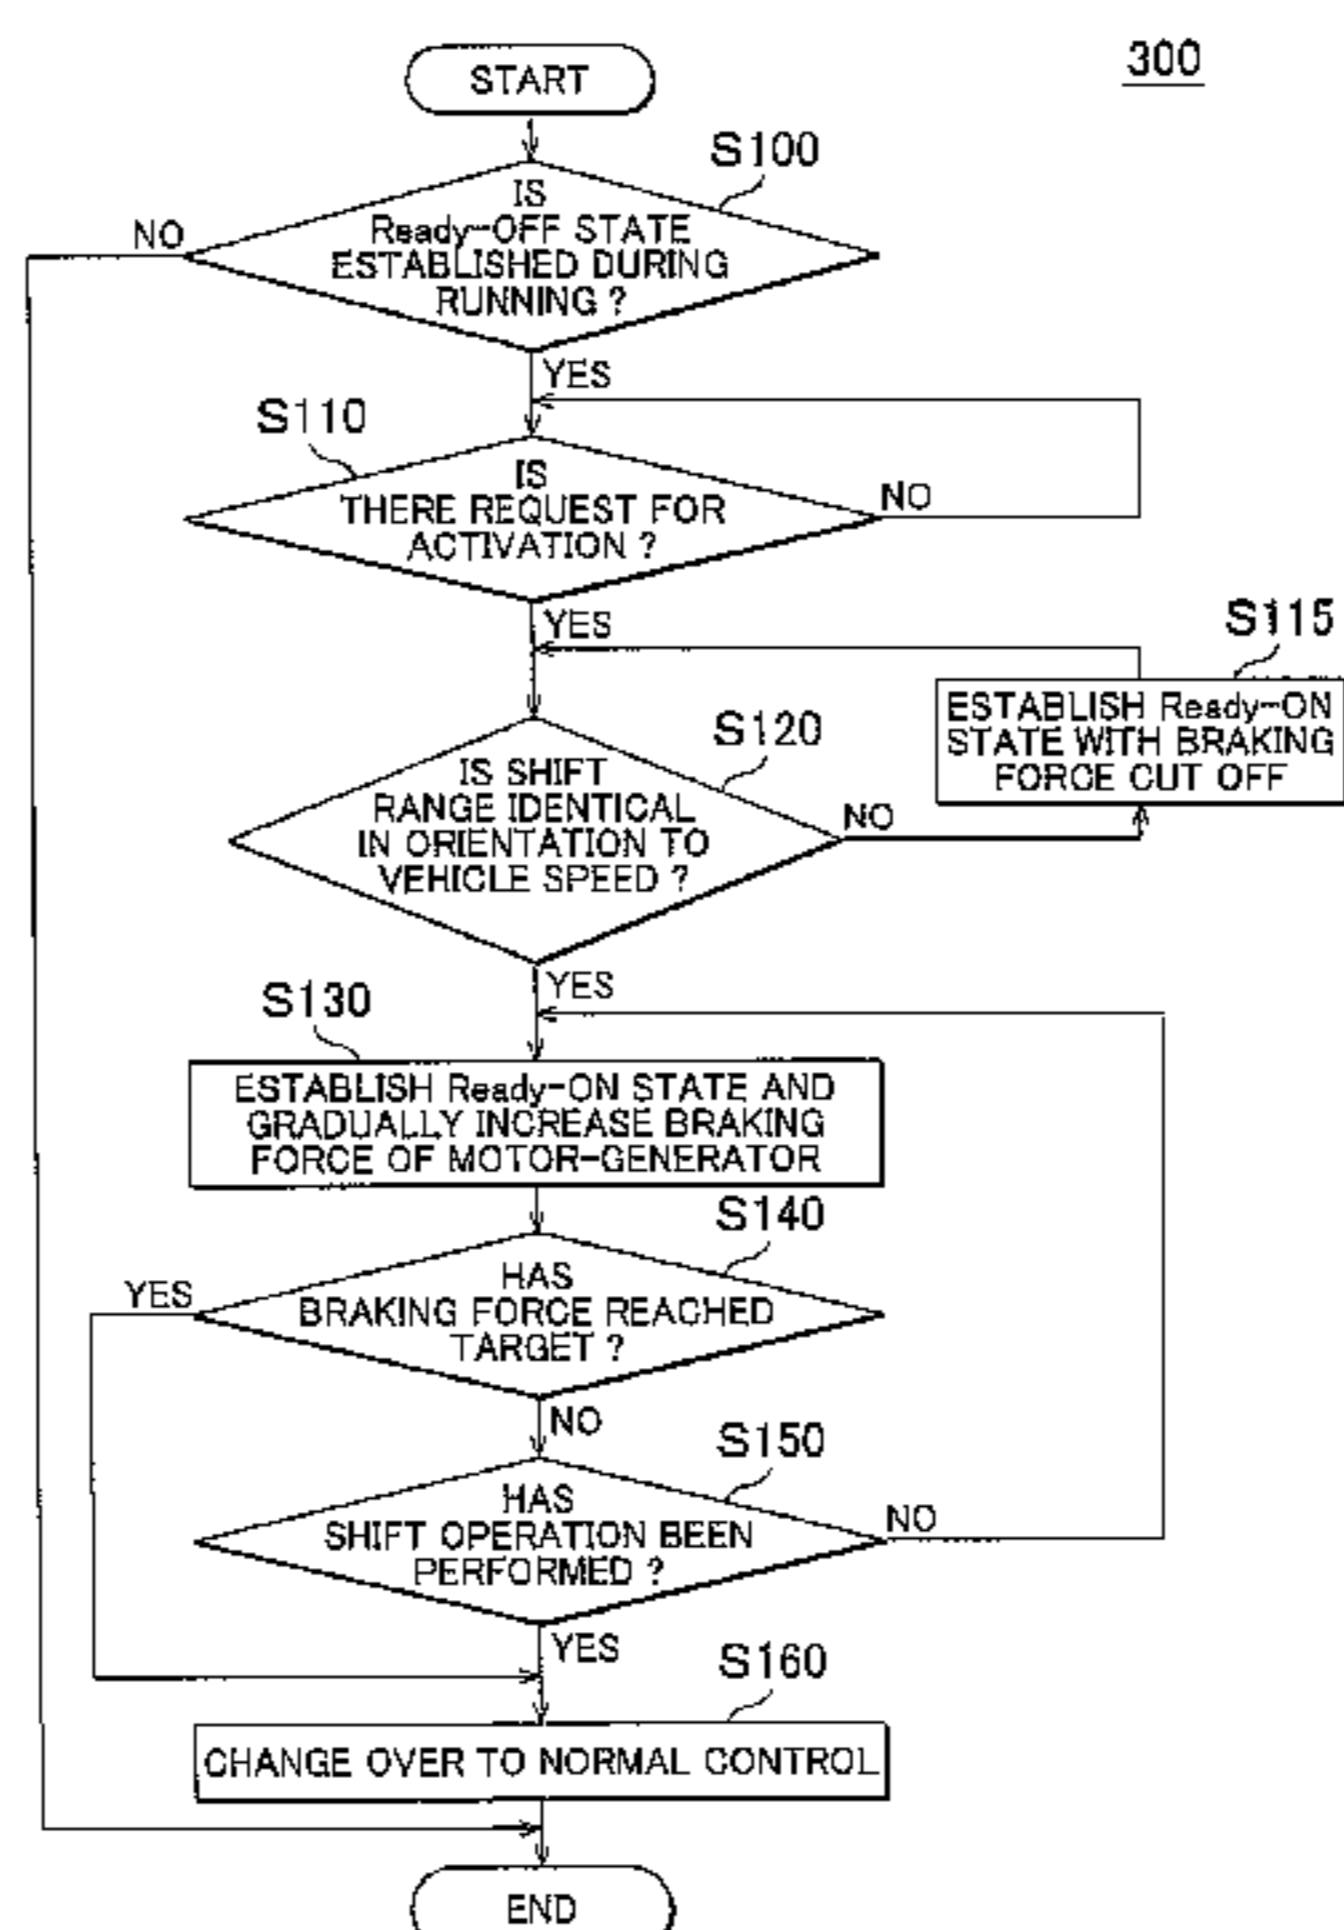 300
START
S100
IS
Ready-OFF STATE
ESTABLISHED DURING
RUNNING ?
NO
YES
S110
IS
THERE REQUEST FOR
ACTIVATION ?
NO
YES
S115
ESTABLISH Ready-ON
STATE WITH BRAKING
FORCE CUT OFF
S120
IS SHIFT
RANGE IDENTICAL
IN ORIENTATION TO
VEHICLE SPEED ?
NO
YES
S130
ESTABLISH Ready-ON STATE AND
GRADUALLY INCREASE BRAKING
FORCE OF MOTOR-GENERATOR
S140
HAS
BRAKING FORCE REACHED
TARGET ?
YES
NO
S150
HAS
SHIFT OPERATION BEEN
PERFORMED ?
NO
YES
S160
CHANGE OVER TO NORMAL CONTROL
END